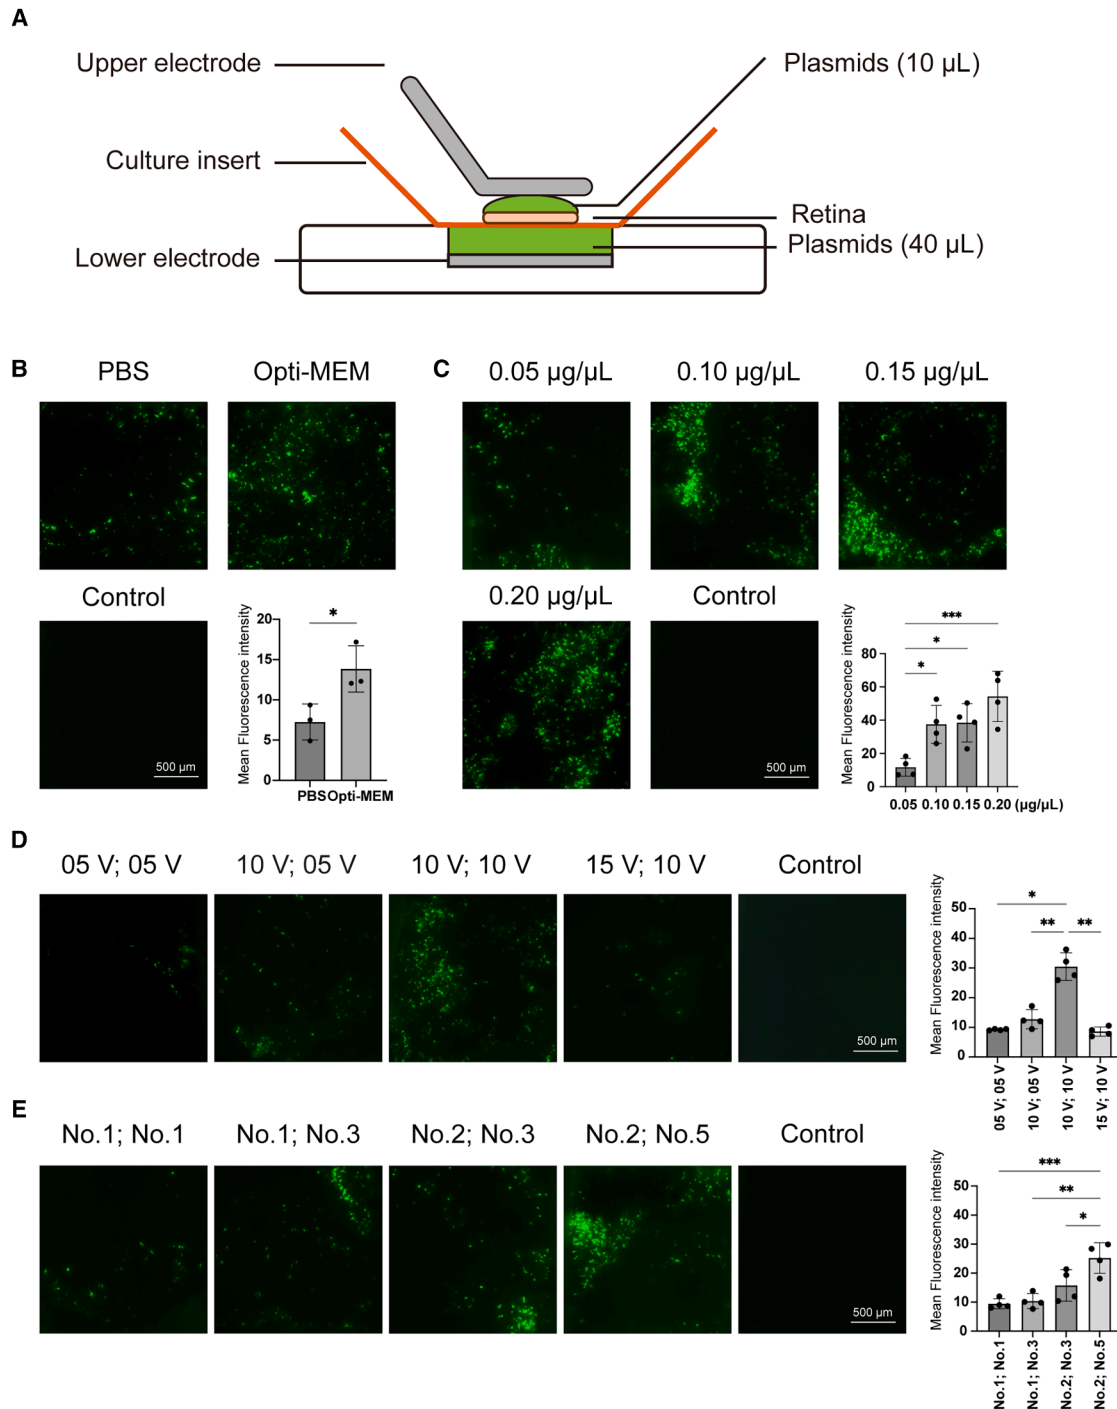 A
Upper electrode
Plasmids (10 µL)
Culture insert
Retina
Plasmids (40 µL)
Lower electrode
B
PBS
Opti-MEM
Control
500 µm
Mean Fluorescence intensity
20
15
10
5
0
*
PBS
Opti-MEM
C
0.05 µg/µL
0.10 µg/µL
0.15 µg/µL
0.20 µg/µL
Control
500 µm
Mean Fluorescence intensity
80
60
40
20
0
***
*
*
0.05 0.10 0.15 0.20 (µg/µL)
D
05 V; 05 V
10 V; 05 V
10 V; 10 V
15 V; 10 V
Control
500 µm
Mean Fluorescence intensity
50
40
30
20
10
0
*
** **
05 V; 05 V
10 V; 05 V
10 V; 10 V
15 V; 10 V
E
No.1; No.1
No.1; No.3
No.2; No.3
No.2; No.5
Control
500 µm
Mean Fluorescence intensity
50
40
30
20
10
0
***
**
*
No.1; No.1
No.1; No.3
No.2; No.3
No.2; No.5